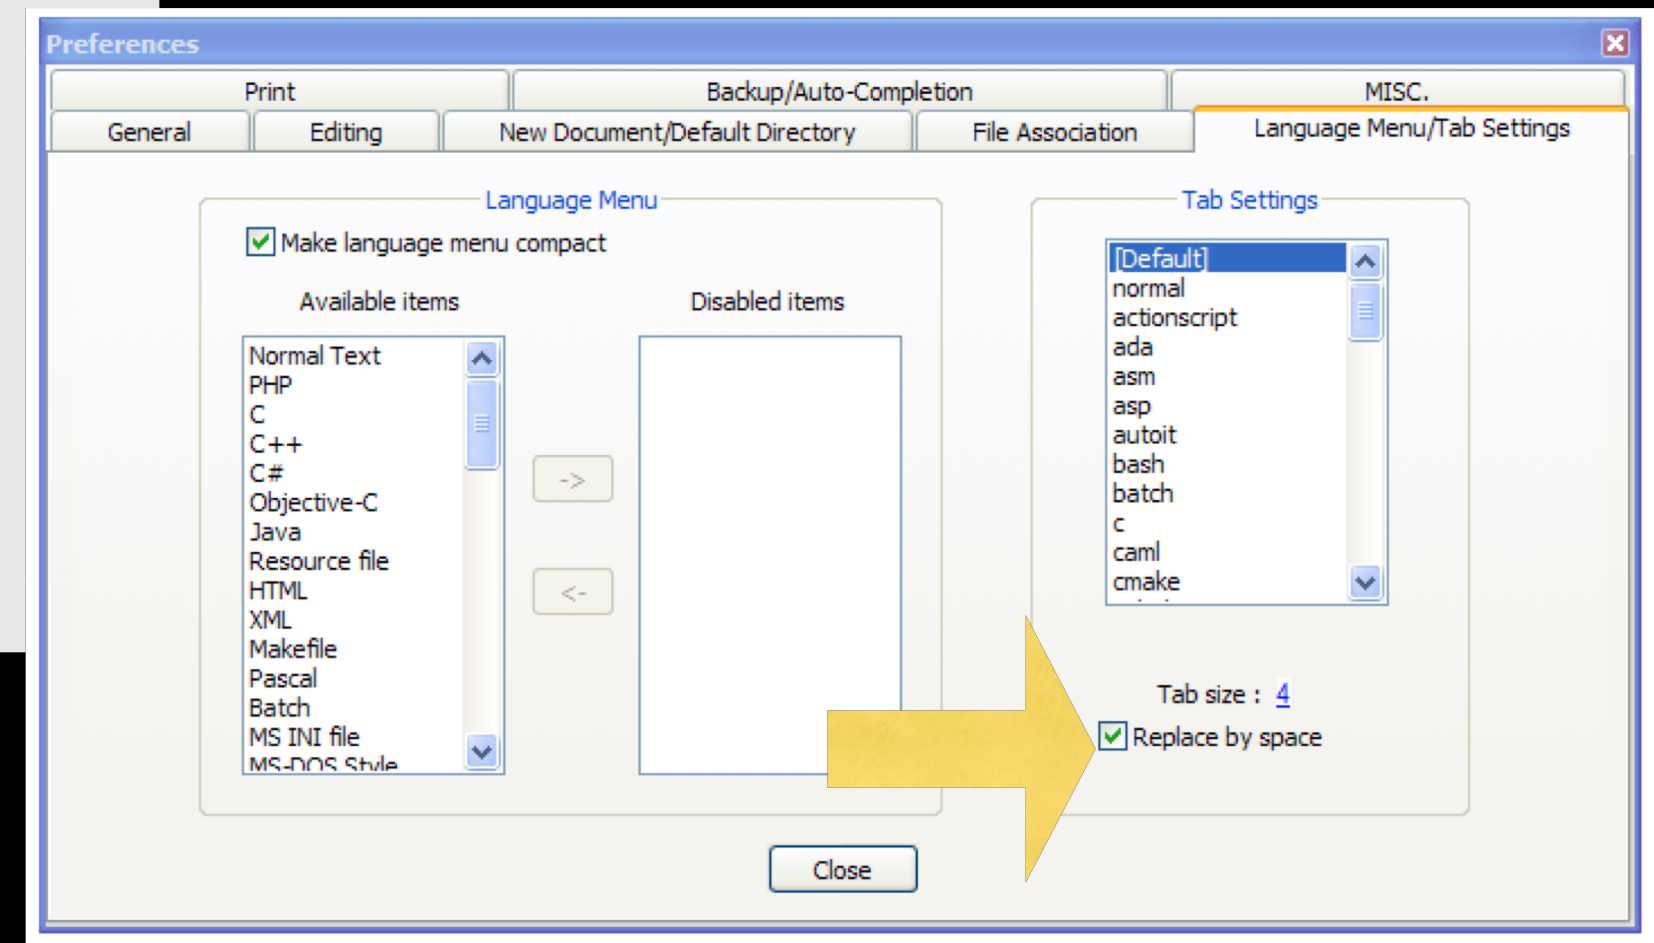 Preferences
Print
Backup/Auto-Completion
MISC.
General
Editing
New Document/Default Directory
File Association
Language Menu/Tab Settings
Language Menu
Make language menu compact
Available items
Disabled items
Normal Text
PHP
C
C++
C#
Objective-C
Java
Resource file
HTML
XML
Makefile
Pascal
Batch
MS INI file
MS-DOS Style
->
<-
Tab Settings
[Default]
normal
actionscript
ada
asm
asp
autoit
bash
batch
c
caml
cmake
Tab size : 4
Replace by space
Close